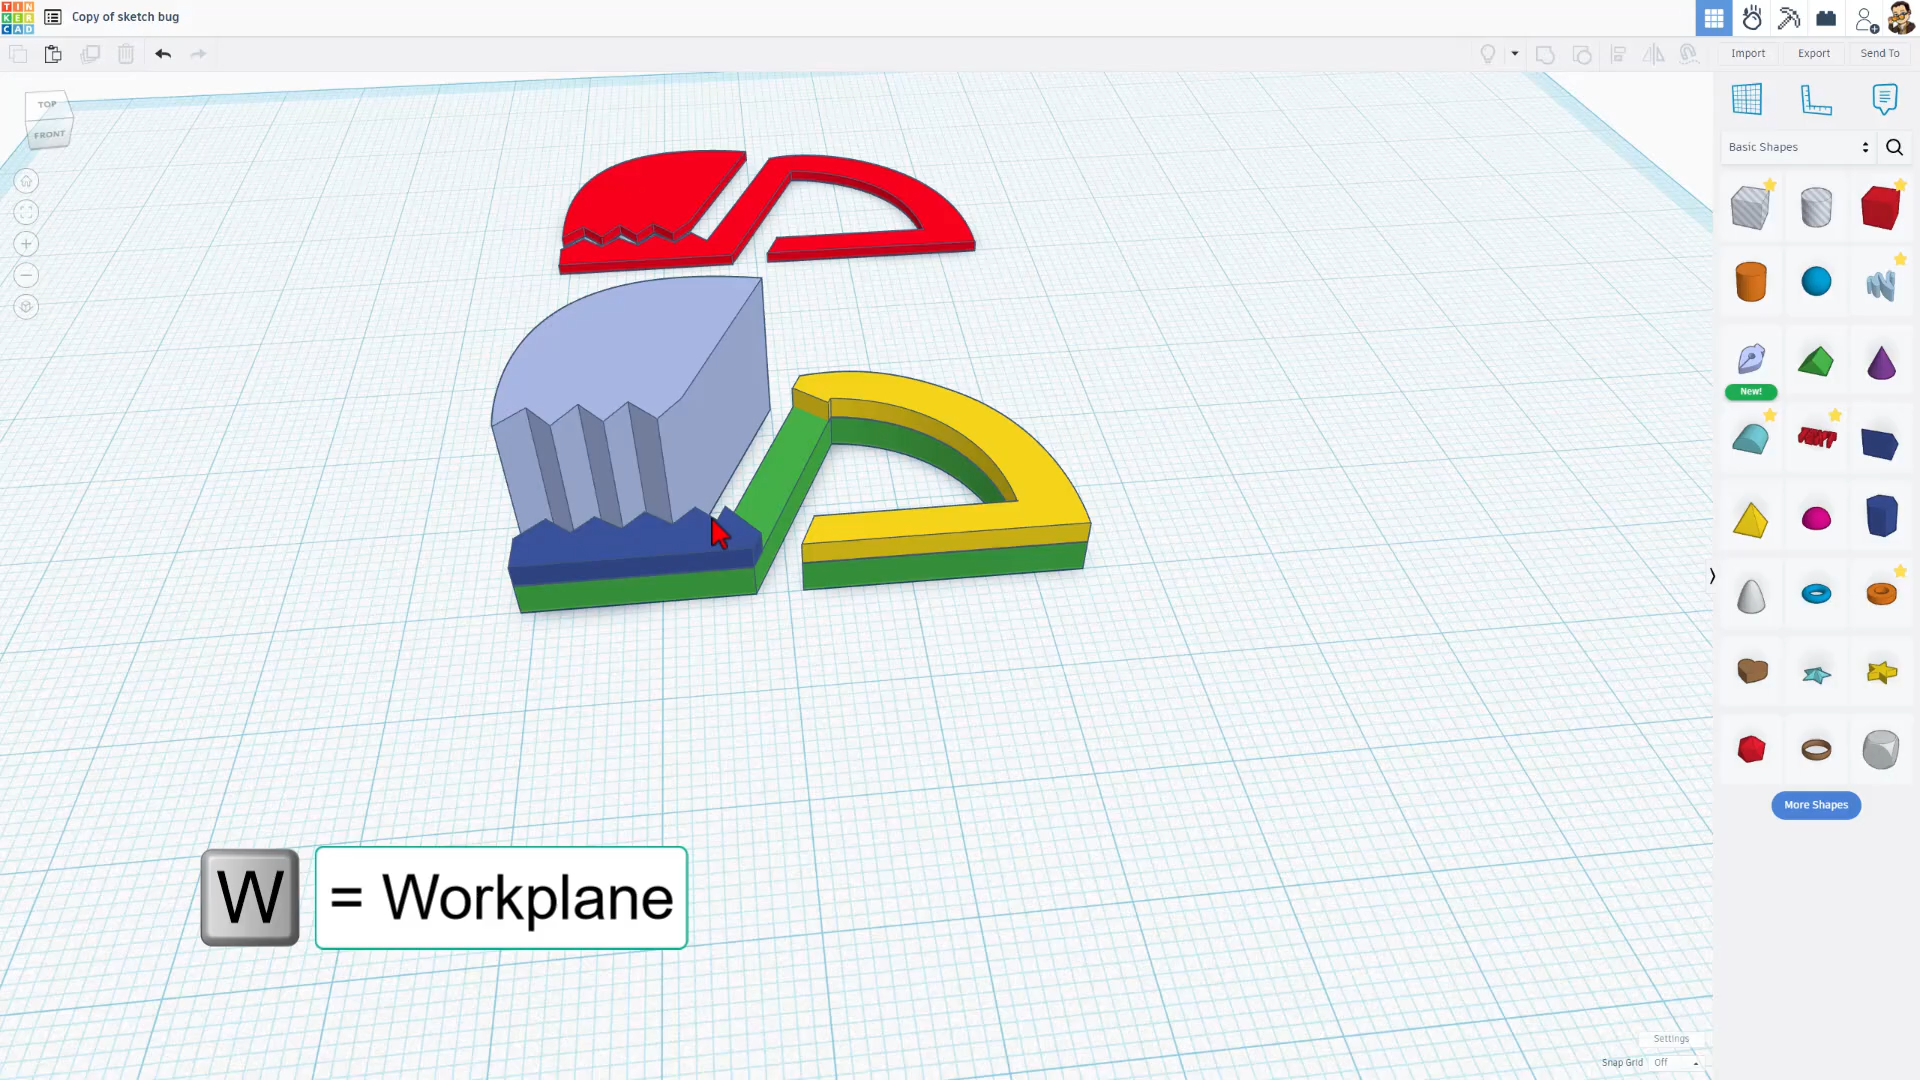 TIN
KER
CAD
Copy of sketch bug
Import
Export
Send To
TOP
FRONT
Basic Shapes
New!
TEXT
More Shapes
W
= Workplane
Settings
Snap Grid
Off